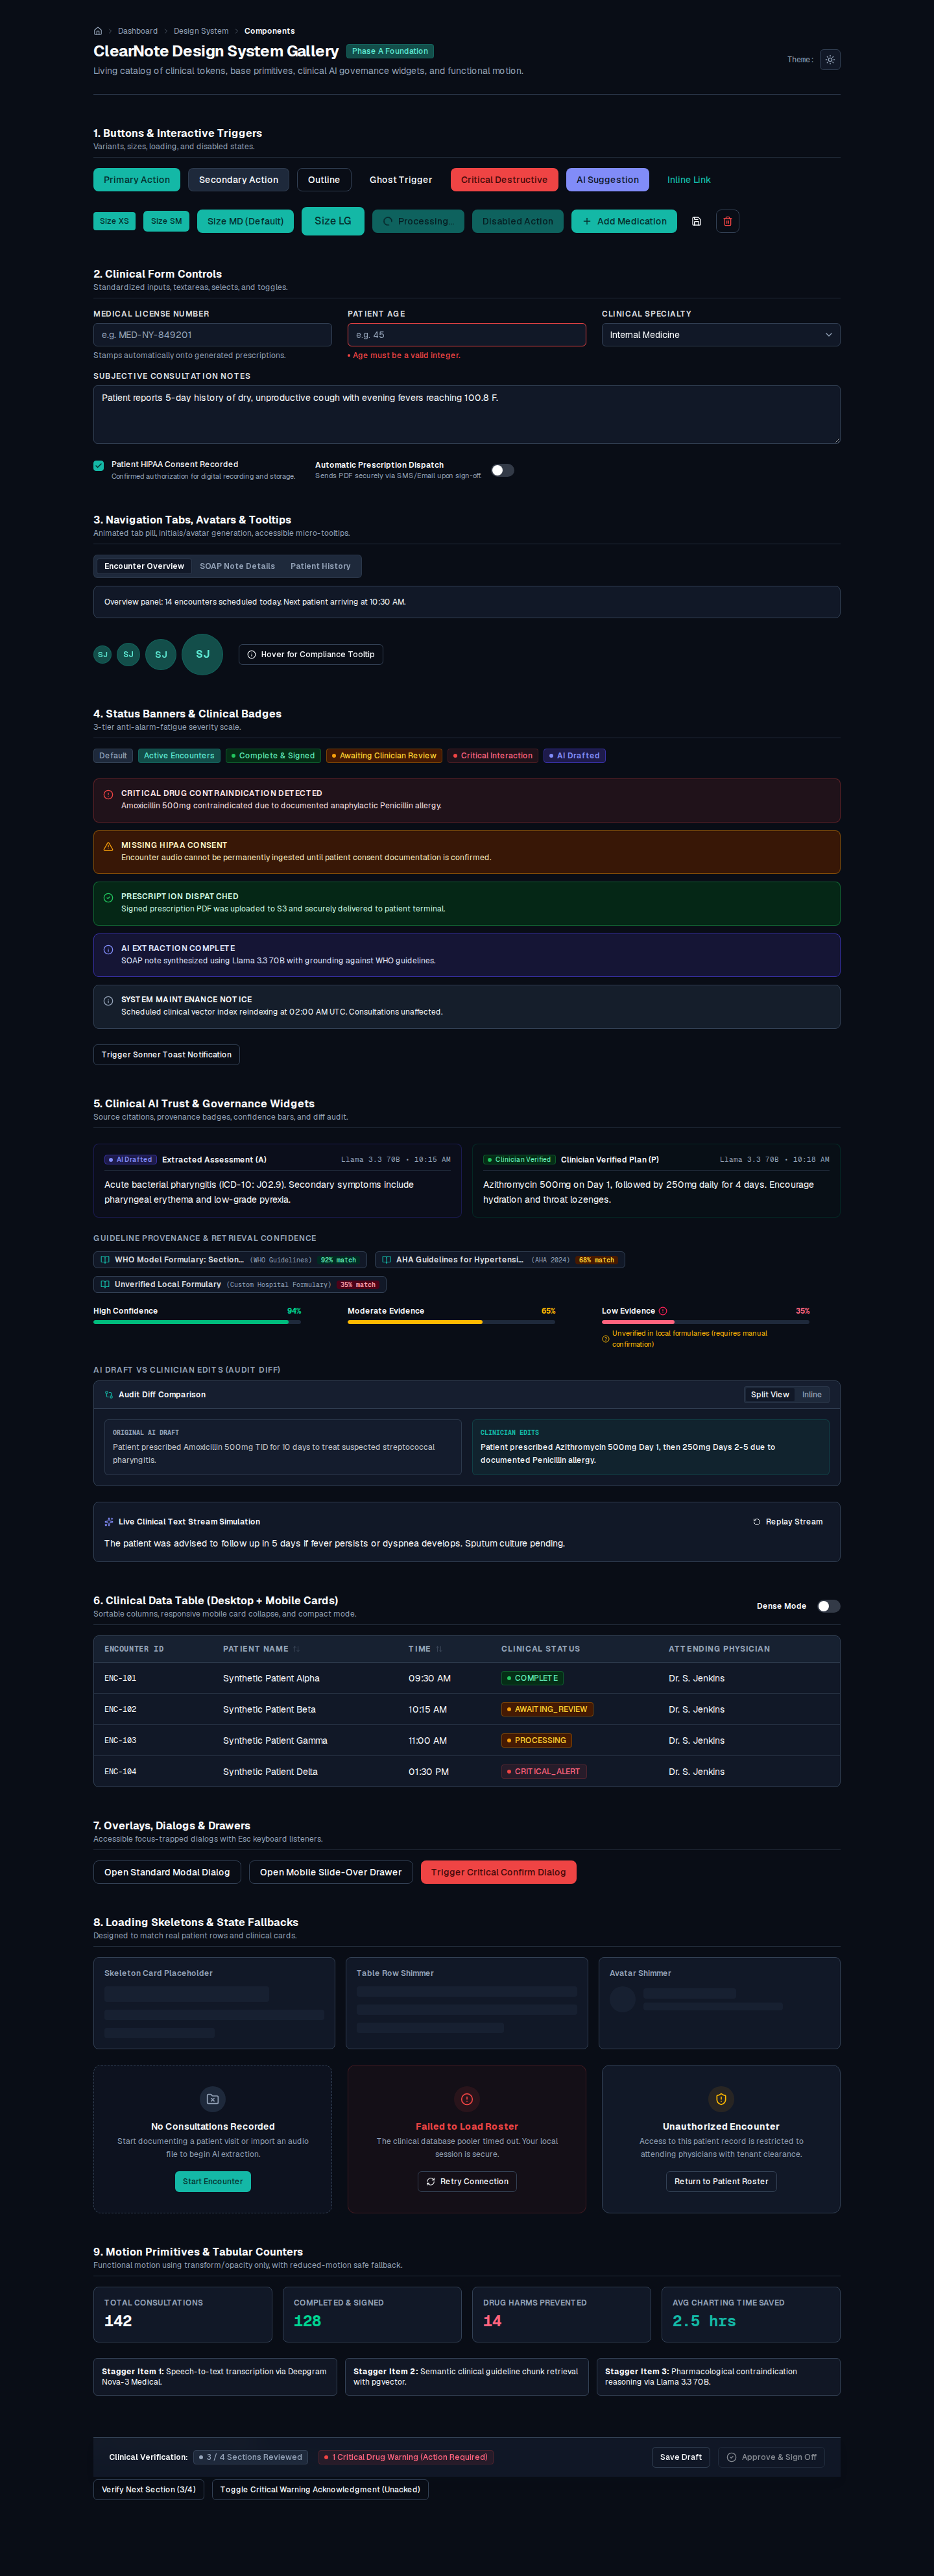 Dashboard
Design System
Components
ClearNote Design System Gallery
Phase A Foundation
Living catalog of clinical tokens, base primitives, clinical AI governance widgets, and functional motion.
Theme:
1. Buttons & Interactive Triggers
Variants, sizes, loading, and disabled states.
Primary Action
Secondary Action
Outline
Ghost Trigger
Critical Destructive
AI Suggestion
Inline Link
Size XS
Size SM
Size MD (Default)
Size LG
Processing...
Disabled Action
Add Medication
2. Clinical Form Controls
Standardized inputs, textareas, selects, and toggles.
MEDICAL LICENSE NUMBER
PATIENT AGE
CLINICAL SPECIALTY
e.g. MED-NY-849201
e.g. 45
Internal Medicine
Stamps automatically onto generated prescriptions.
• Age must be a valid integer.
SUBJECTIVE CONSULTATION NOTES
Patient reports 5-day history of dry, unproductive cough with evening fevers reaching 100.8 F.
Patient HIPAA Consent Recorded
Confirmed authorization for digital recording and storage.
Automatic Prescription Dispatch
Sends PDF securely via SMS/Email upon sign-off.
3. Navigation Tabs, Avatars & Tooltips
Animated tab pill, initials/avatar generation, accessible micro-tooltips.
Encounter Overview
SOAP Note Details
Patient History
Overview panel: 14 encounters scheduled today. Next patient arriving at 10:30 AM.
SJ
SJ
SJ
SJ
Hover for Compliance Tooltip
4. Status Banners & Clinical Badges
3-tier anti-alarm-fatigue severity scale.
Default
Active Encounters
Complete & Signed
Awaiting Clinician Review
Critical Interaction
AI Drafted
CRITICAL DRUG CONTRAINDICATION DETECTED
Amoxicillin 500mg contraindicated due to documented anaphylactic Penicillin allergy.
MISSING HIPAA CONSENT
Encounter audio cannot be permanently ingested until patient consent documentation is confirmed.
PRESCRIPTION DISPATCHED
Signed prescription PDF was uploaded to S3 and securely delivered to patient terminal.
AI EXTRACTION COMPLETE
SOAP note synthesized using Llama 3.3 70B with grounding against WHO guidelines.
SYSTEM MAINTENANCE NOTICE
Scheduled clinical vector index reindexing at 02:00 AM UTC. Consultations unaffected.
Trigger Sonner Toast Notification
5. Clinical AI Trust & Governance Widgets
Source citations, provenance badges, confidence bars, and diff audit.
AI Drafted
Extracted Assessment (A)
Llama 3.3 70B • 10:15 AM
Acute bacterial pharyngitis (ICD-10: J02.9). Secondary symptoms include
pharyngeal erythema and low-grade pyrexia.
Clinician Verified
Clinician Verified Plan (P)
Llama 3.3 70B • 10:18 AM
Azithromycin 500mg on Day 1, followed by 250mg daily for 4 days. Encourage
hydration and throat lozenges.
GUIDELINE PROVENANCE & RETRIEVAL CONFIDENCE
WHO Model Formulary: Section...
(WHO Guidelines)
92% match
AHA Guidelines for Hypertensi...
(AHA 2024)
68% match
Unverified Local Formulary
(Custom Hospital Formulary)
35% match
High Confidence
94%
Moderate Evidence
65%
Low Evidence
35%
Unverified in local formularies (requires manual
confirmation)
AI DRAFT VS CLINICIAN EDITS (AUDIT DIFF)
Audit Diff Comparison
Split View
Inline
ORIGINAL AI DRAFT
Patient prescribed Amoxicillin 500mg TID for 10 days to treat suspected streptococcal
pharyngitis.
CLINICIAN EDITS
Patient prescribed Azithromycin 500mg Day 1, then 250mg Days 2-5 due to
documented Penicillin allergy.
Live Clinical Text Stream Simulation
Replay Stream
The patient was advised to follow up in 5 days if fever persists or dyspnea develops. Sputum culture pending.
6. Clinical Data Table (Desktop + Mobile Cards)
Sortable columns, responsive mobile card collapse, and compact mode.
Dense Mode
ENCOUNTER ID
PATIENT NAME
TIME
CLINICAL STATUS
ATTENDING PHYSICIAN
ENC-101
Synthetic Patient Alpha
09:30 AM
COMPLETE
Dr. S. Jenkins
ENC-102
Synthetic Patient Beta
10:15 AM
AWAITING_REVIEW
Dr. S. Jenkins
ENC-103
Synthetic Patient Gamma
11:00 AM
PROCESSING
Dr. S. Jenkins
ENC-104
Synthetic Patient Delta
01:30 PM
CRITICAL_ALERT
Dr. S. Jenkins
7. Overlays, Dialogs & Drawers
Accessible focus-trapped dialogs with Esc keyboard listeners.
Open Standard Modal Dialog
Open Mobile Slide-Over Drawer
Trigger Critical Confirm Dialog
8. Loading Skeletons & State Fallbacks
Designed to match real patient rows and clinical cards.
Skeleton Card Placeholder
Table Row Shimmer
Avatar Shimmer
No Consultations Recorded
Start documenting a patient visit or import an audio
file to begin AI extraction.
Start Encounter
Failed to Load Roster
The clinical database pooler timed out. Your local
session is secure.
Retry Connection
Unauthorized Encounter
Access to this patient record is restricted to
attending physicians with tenant clearance.
Return to Patient Roster
9. Motion Primitives & Tabular Counters
Functional motion using transform/opacity only, with reduced-motion safe fallback.
TOTAL CONSULTATIONS
142
COMPLETED & SIGNED
128
DRUG HARMS PREVENTED
14
AVG CHARTING TIME SAVED
2.5 hrs
Stagger Item 1: Speech-to-text transcription via Deepgram
Nova-3 Medical.
Stagger Item 2: Semantic clinical guideline chunk retrieval
with pgvector.
Stagger Item 3: Pharmacological contraindication
reasoning via Llama 3.3 70B.
Clinical Verification:
3 / 4 Sections Reviewed
1 Critical Drug Warning (Action Required)
Save Draft
Approve & Sign Off
Verify Next Section (3/4)
Toggle Critical Warning Acknowledgment (Unacked)